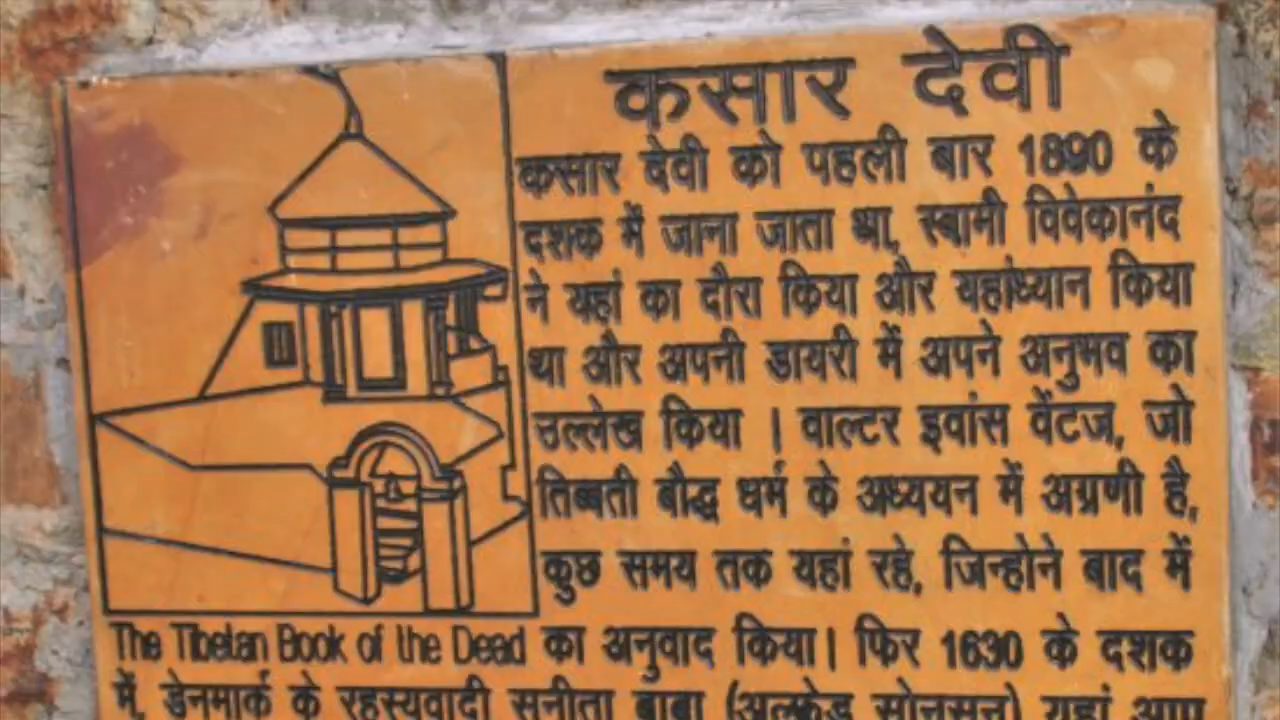 कसार देवी
कसार देवी को पहली बार 1890 के
दशक में जाना जाता था, स्वामी विवेकानंद
ने यहां का दौरा किया और यहांध्यान किया
था और अपनी डायरी में अपने अनुभव का
उल्लेख किया । वाल्टर इवांस वेंटज, जो
तिब्बती बौद्ध धर्म के अध्ययन में अग्रणी है,
कुछ समय तक यहां रहे, जिन्होने बाद में
The Tibetan Book of the Dead का अनुवाद किया। फिर 1630 के दशक
में, डेनमार्क के रहस्यवादी सुनीता बाबा (अल्फ्रेड सोनसन) यहां आए